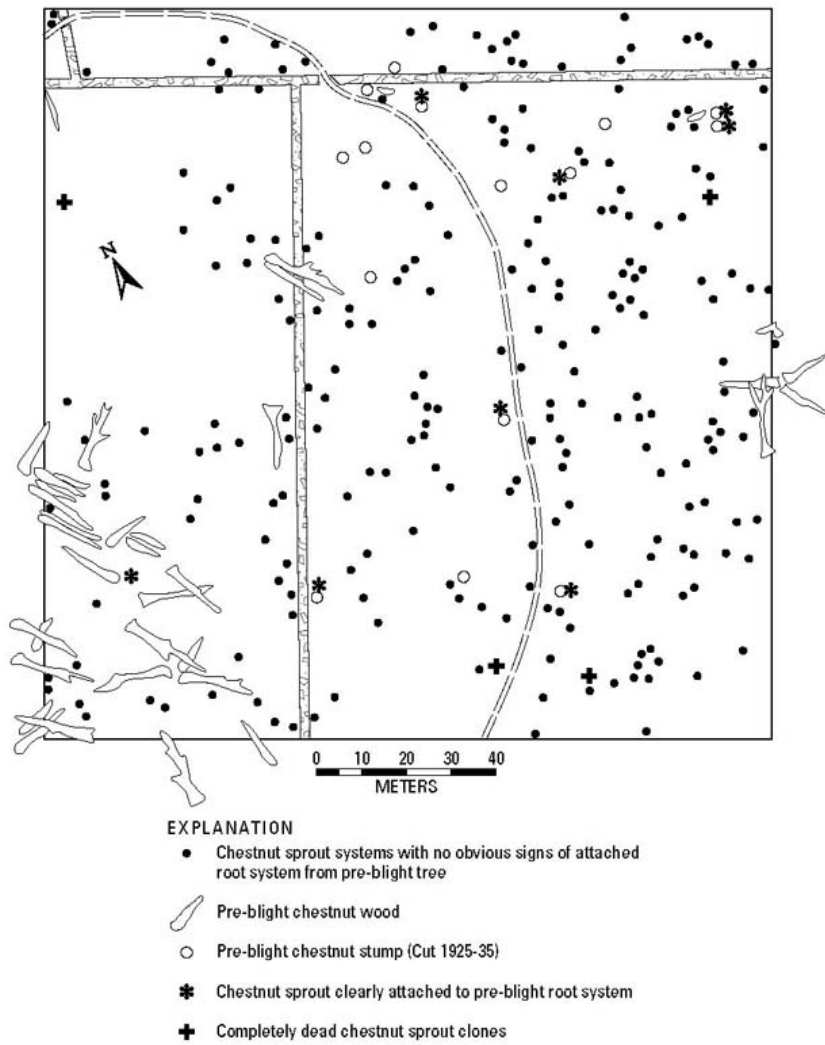 N
0 10 20 30 40
METERS
EXPLANATION
Chestnut sprout systems with no obvious signs of attached
root system from pre-blight tree
Pre-blight chestnut wood
Pre-blight chestnut stump (Cut 1925-35)
Chestnut sprout clearly attached to pre-blight root system
Completely dead chestnut sprout clones